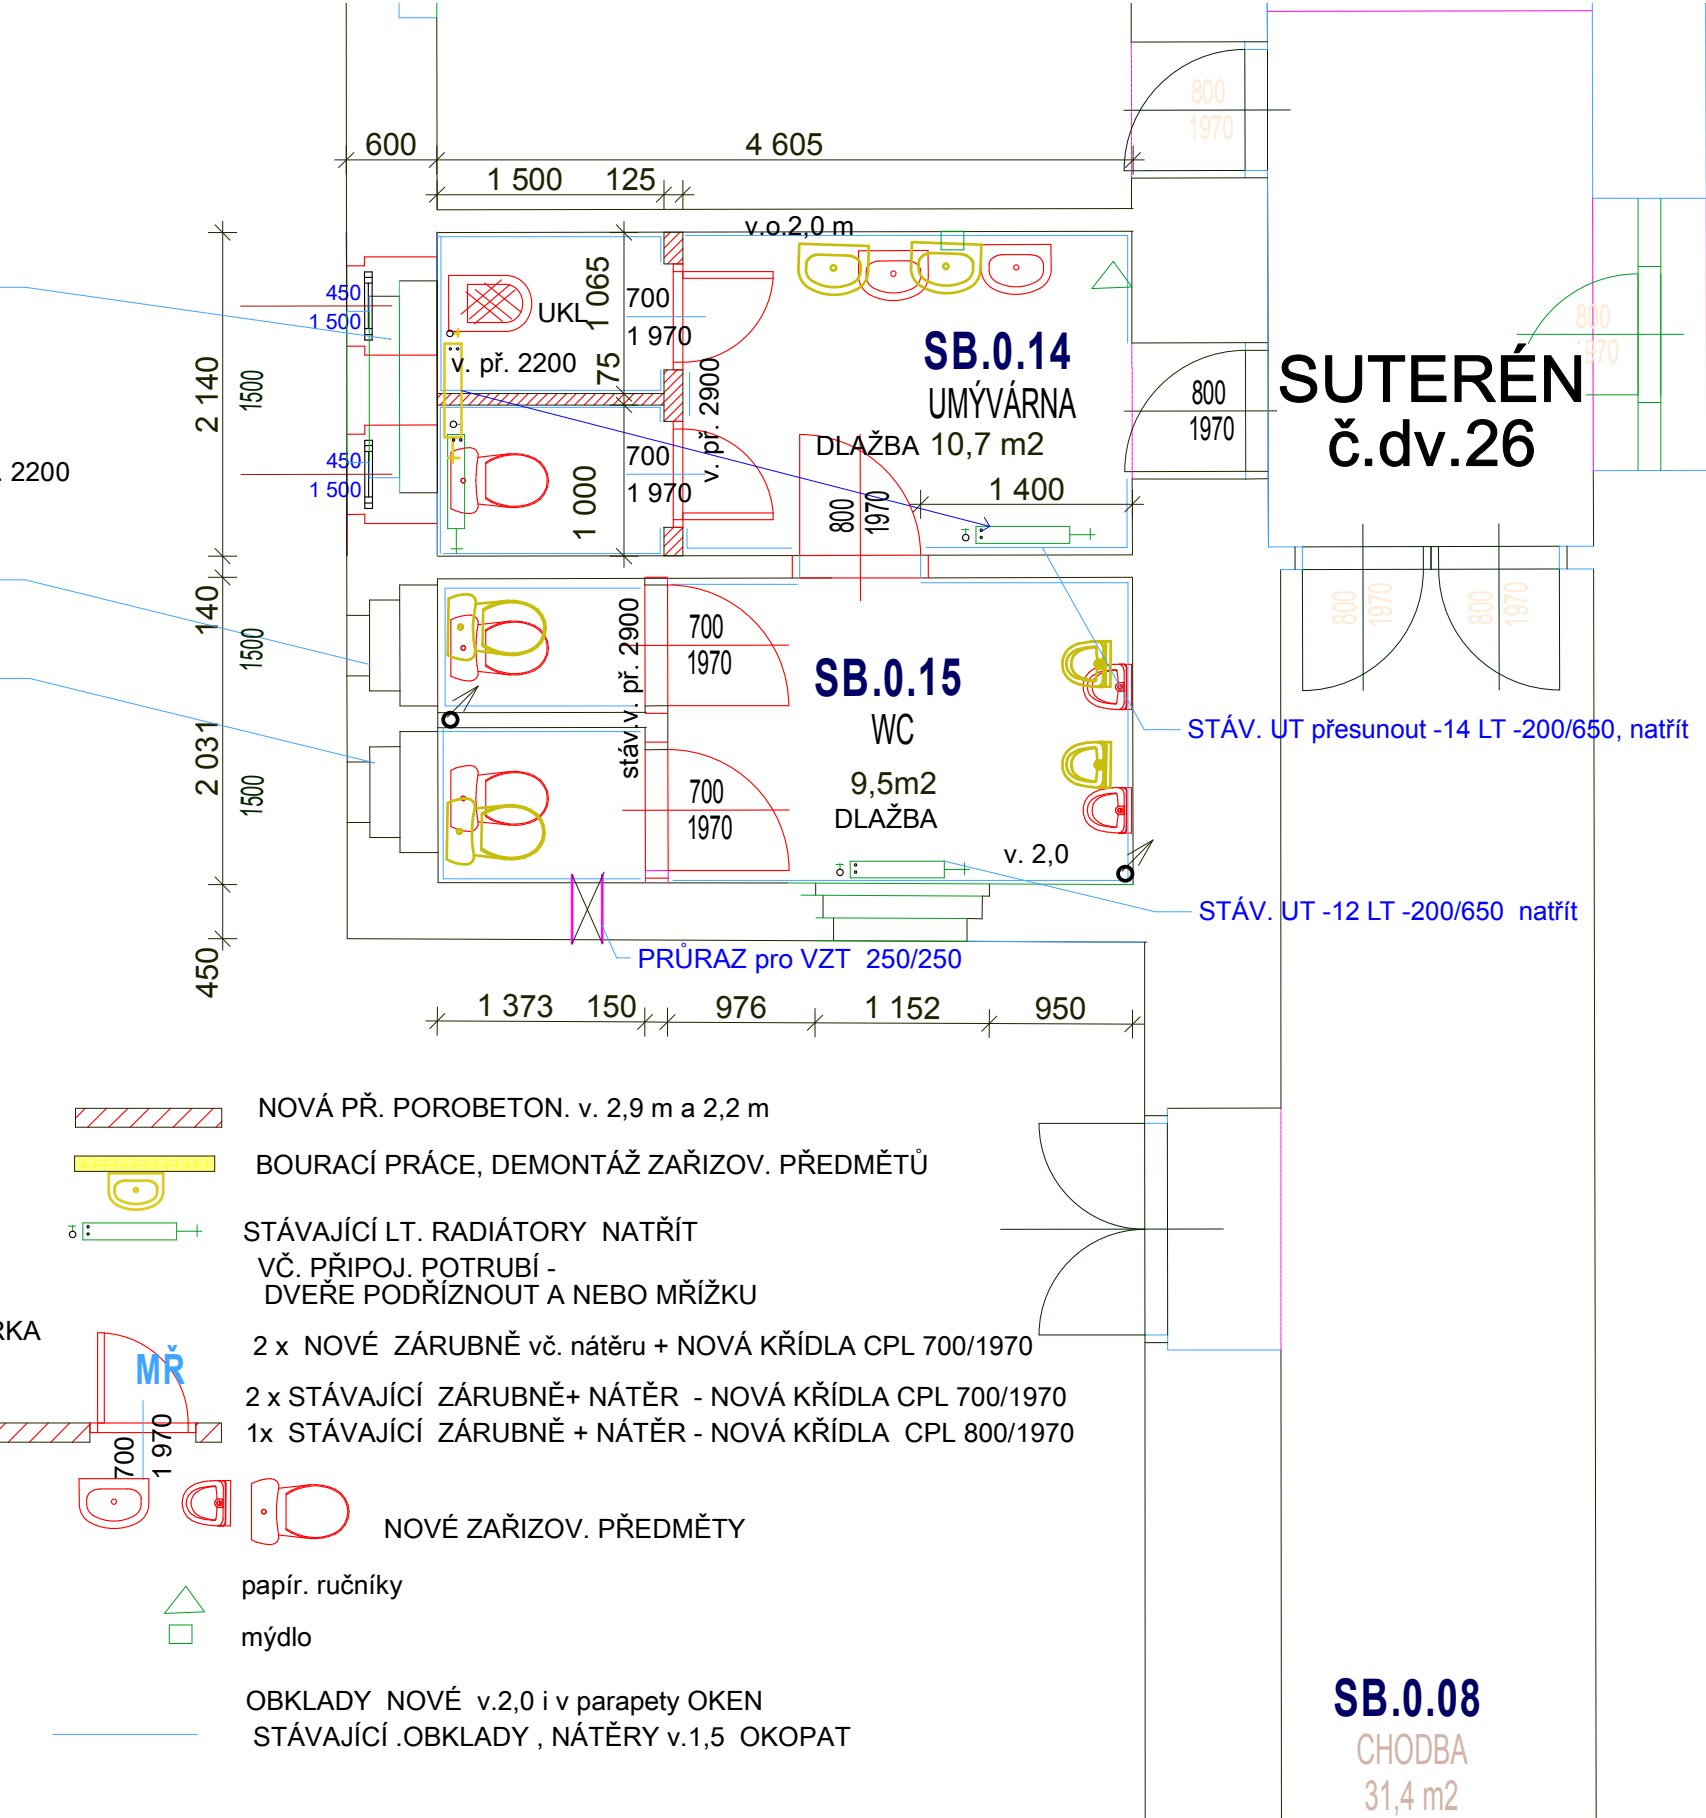 800
1970
600
4 605
1 500
125
v.o.2,0 m
450
1 500
UKL
1 065
700
1 970
v. př. 2200
75
2 140
1500
v. př. 2900
SB.0.14
UMÝVÁRNA
DLAŽBA 10,7 m2
800
1970
SUTERÉN
č.dv.26
800
1970
. 2200
450
1 500
1 000
700
1 970
800
1970
1 400
800
1970
800
1970
140
1500
stáv.v. př. 2900
700
1970
SB.0.15
WC
9,5m2
DLAŽBA
STÁV. UT přesunout -14 LT -200/650, natřít
2 031
1500
700
1970
v. 2,0
STÁV. UT -12 LT -200/650 natřít
450
PRŮRAZ pro VZT 250/250
1 373
150
976
1 152
950
NOVÁ PŘ. POROBETON. v. 2,9 m a 2,2 m
BOURACÍ PRÁCE, DEMONTÁŽ ZAŘIZOV. PŘEDMĚTŮ
STÁVAJÍCÍ LT. RADIÁTORY NATŘÍT
VČ. PŘIPOJ. POTRUBÍ -
DVEŘE PODŘÍZNOUT A NEBO MŘÍŽKU
RKA
MŘ
2 x NOVÉ ZÁRUBNĚ vč. nátěru + NOVÁ KŘÍDLA CPL 700/1970
2 x STÁVAJÍCÍ ZÁRUBNĚ+ NÁTĚR - NOVÁ KŘÍDLA CPL 700/1970
1x STÁVAJÍCÍ ZÁRUBNĚ + NÁTĚR - NOVÁ KŘÍDLA CPL 800/1970
700
1 970
NOVÉ ZAŘIZOV. PŘEDMĚTY
papír. ručníky
mýdlo
OBKLADY NOVÉ v.2,0 i v parapety OKEN
STÁVAJÍCÍ .OBKLADY , NÁTĚRY v.1,5 OKOPAT
SB.0.08
CHODBA
31,4 m2